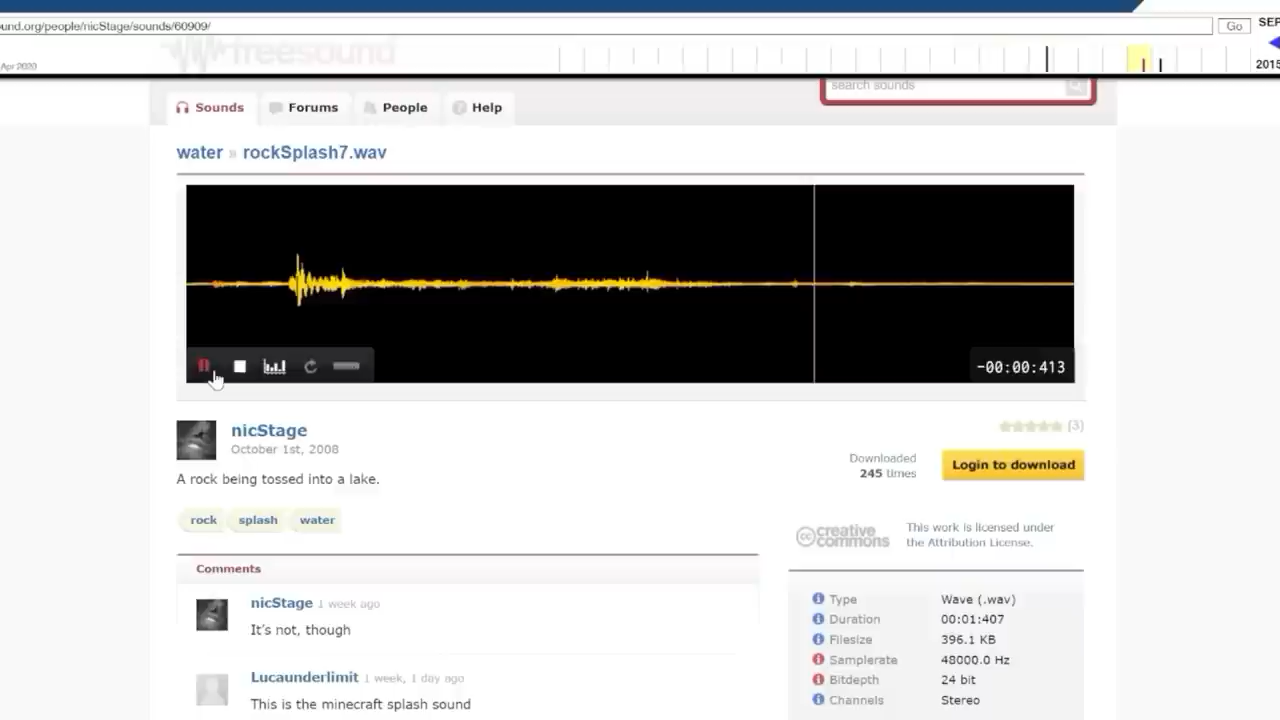 und.org/people/nicStage/sounds/60909/
Go
SEP
Apr 2020
freesound
2015
Sounds
Forums
People
Help
search sounds
water » rockSplash7.wav
-00:00:413
nicStage
October 1st, 2008
A rock being tossed into a lake.
(3)
Downloaded
245 times
Login to download
rock
splash
water
creative
commons
This work is licensed under
the Attribution License.
Comments
nicStage 1 week ago
It's not, though
Lucaunderlimit 1 week, 1 day ago
This is the minecraft splash sound
Type Wave (.wav)
Duration 00:01:407
Filesize 396.1 KB
Samplerate 48000.0 Hz
Bitdepth 24 bit
Channels Stereo